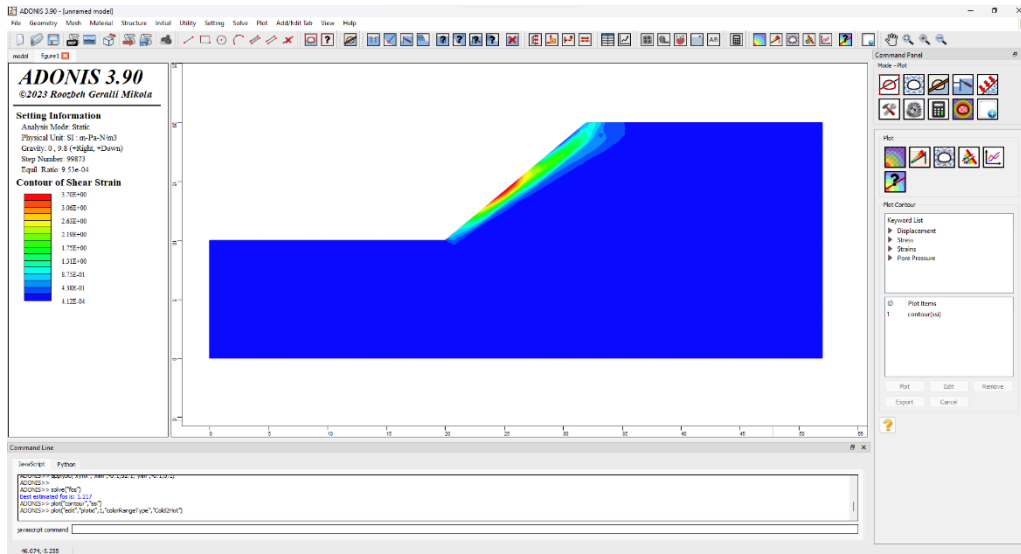 ADONIS 3.90 - [unnamed model]
File Geometry Mesh Material Structure Initial Utility Setting Solve Plot Add/Edit Tab View Help
model figure1
ADONIS 3.90
©2023 Roozbeh Geraili Mikola
Setting Information
Analysis Mode: Static
Physical Unit: SI : m-Pa-N/m3
Gravity: 0 , 9.8 (+Right, +Down)
Step Number: 99873
Equil. Ratio: 9.53e-04
Contour of Shear Strain
3.70E+00
3.06E+00
2.63E+00
2.19E+00
1.75E+00
1.31E+00
8.75E-01
4.38E-01
4.12E-04
0 5 10 15 20 25 30 35 40 45 50 55
Command Panel
Mode - Plot
Plot
Plot Contour
Keyword List
Displacement
Stress
Strains
Pore Pressure
ID Plot Items
1 contour(ssi)
Plot Edit Remove
Export Cancel
Command Line
JavaScript Python
ADONIS>>
ADONIS>> solve("fos")
Best estimated fos is: 1.217
ADONIS>> plot("contour","ssi")
ADONIS>> plot("edit","plotid",1,"colorRangeType","Cold2Hot")
javascript command
46.074,-5.255